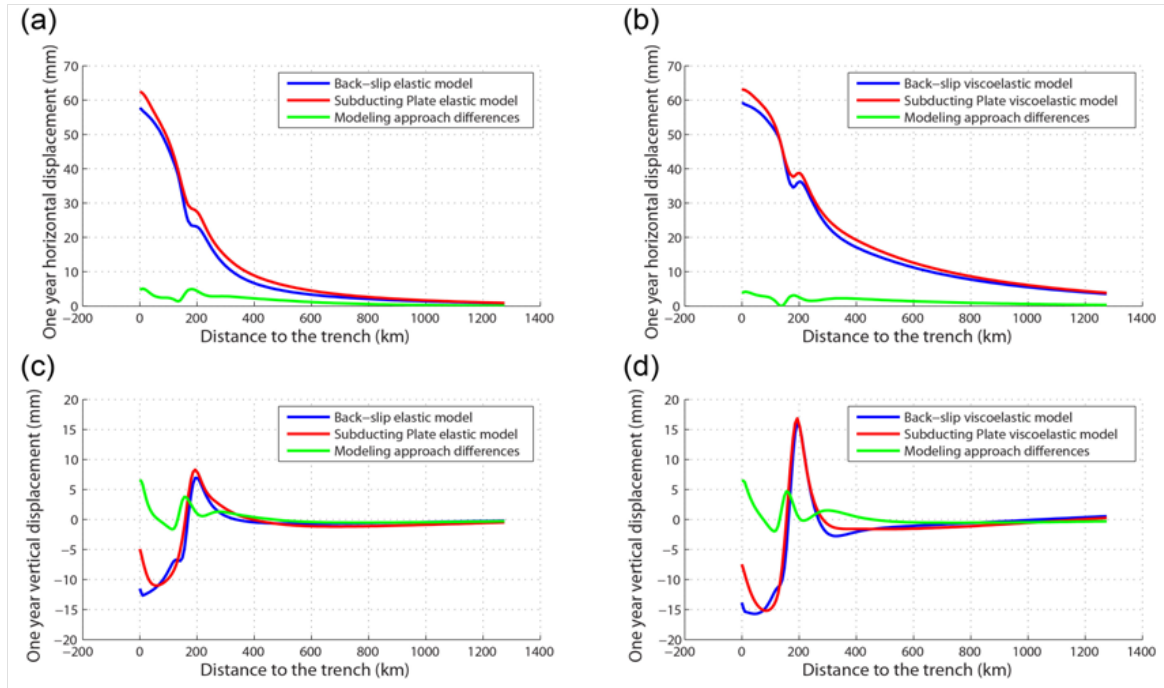 (a)
One year horizontal displacement (mm)
70
60
50
40
30
20
10
0
Back-slip elastic model
Subducting Plate elastic model
Modeling approach differences
−200 0 200 400 600 800 1000 1200 1400
Distance to the trench (km)
(b)
One year horizontal displacement (mm)
70
60
50
40
30
20
10
0
Back-slip viscoelastic model
Subducting Plate viscoelastic model
Modeling approach differences
−200 0 200 400 600 800 1000 1200 1400
Distance to the trench (km)
(c)
One year vertical displacement (mm)
20
15
10
5
0
−5
−10
−15
−20
Back-slip elastic model
Subducting Plate elastic model
Modeling approach differences
−200 0 200 400 600 800 1000 1200 1400
Distance to the trench (km)
(d)
One year vertical displacement (mm)
20
15
10
5
0
−5
−10
−15
−20
Back-slip viscoelastic model
Subducting Plate viscoelastic model
Modeling approach differences
−200 0 200 400 600 800 1000 1200 1400
Distance to the trench (km)